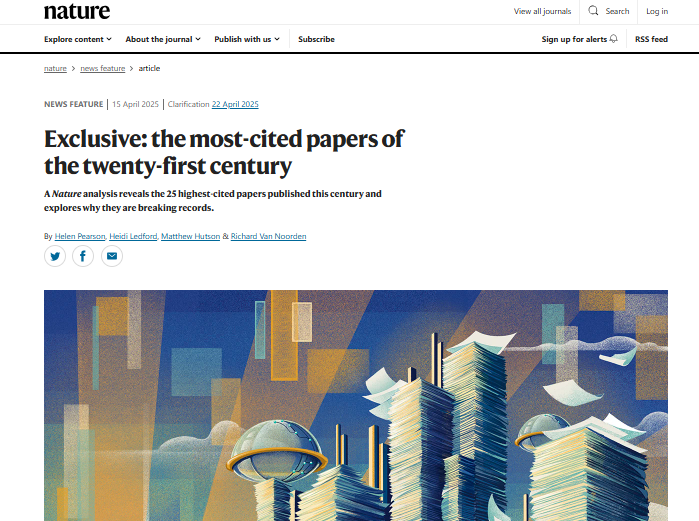 nature
View all journals
Search
Log in
Explore content
About the journal
Publish with us
Subscribe
Sign up for alerts
RSS feed
nature > news feature > article
NEWS FEATURE | 15 April 2025 | Clarification 22 April 2025
Exclusive: the most-cited papers of
the twenty-first century
A Nature analysis reveals the 25 highest-cited papers published this century and
explores why they are breaking records.
By Helen Pearson, Heidi Ledford, Matthew Hutson & Richard Van Noorden